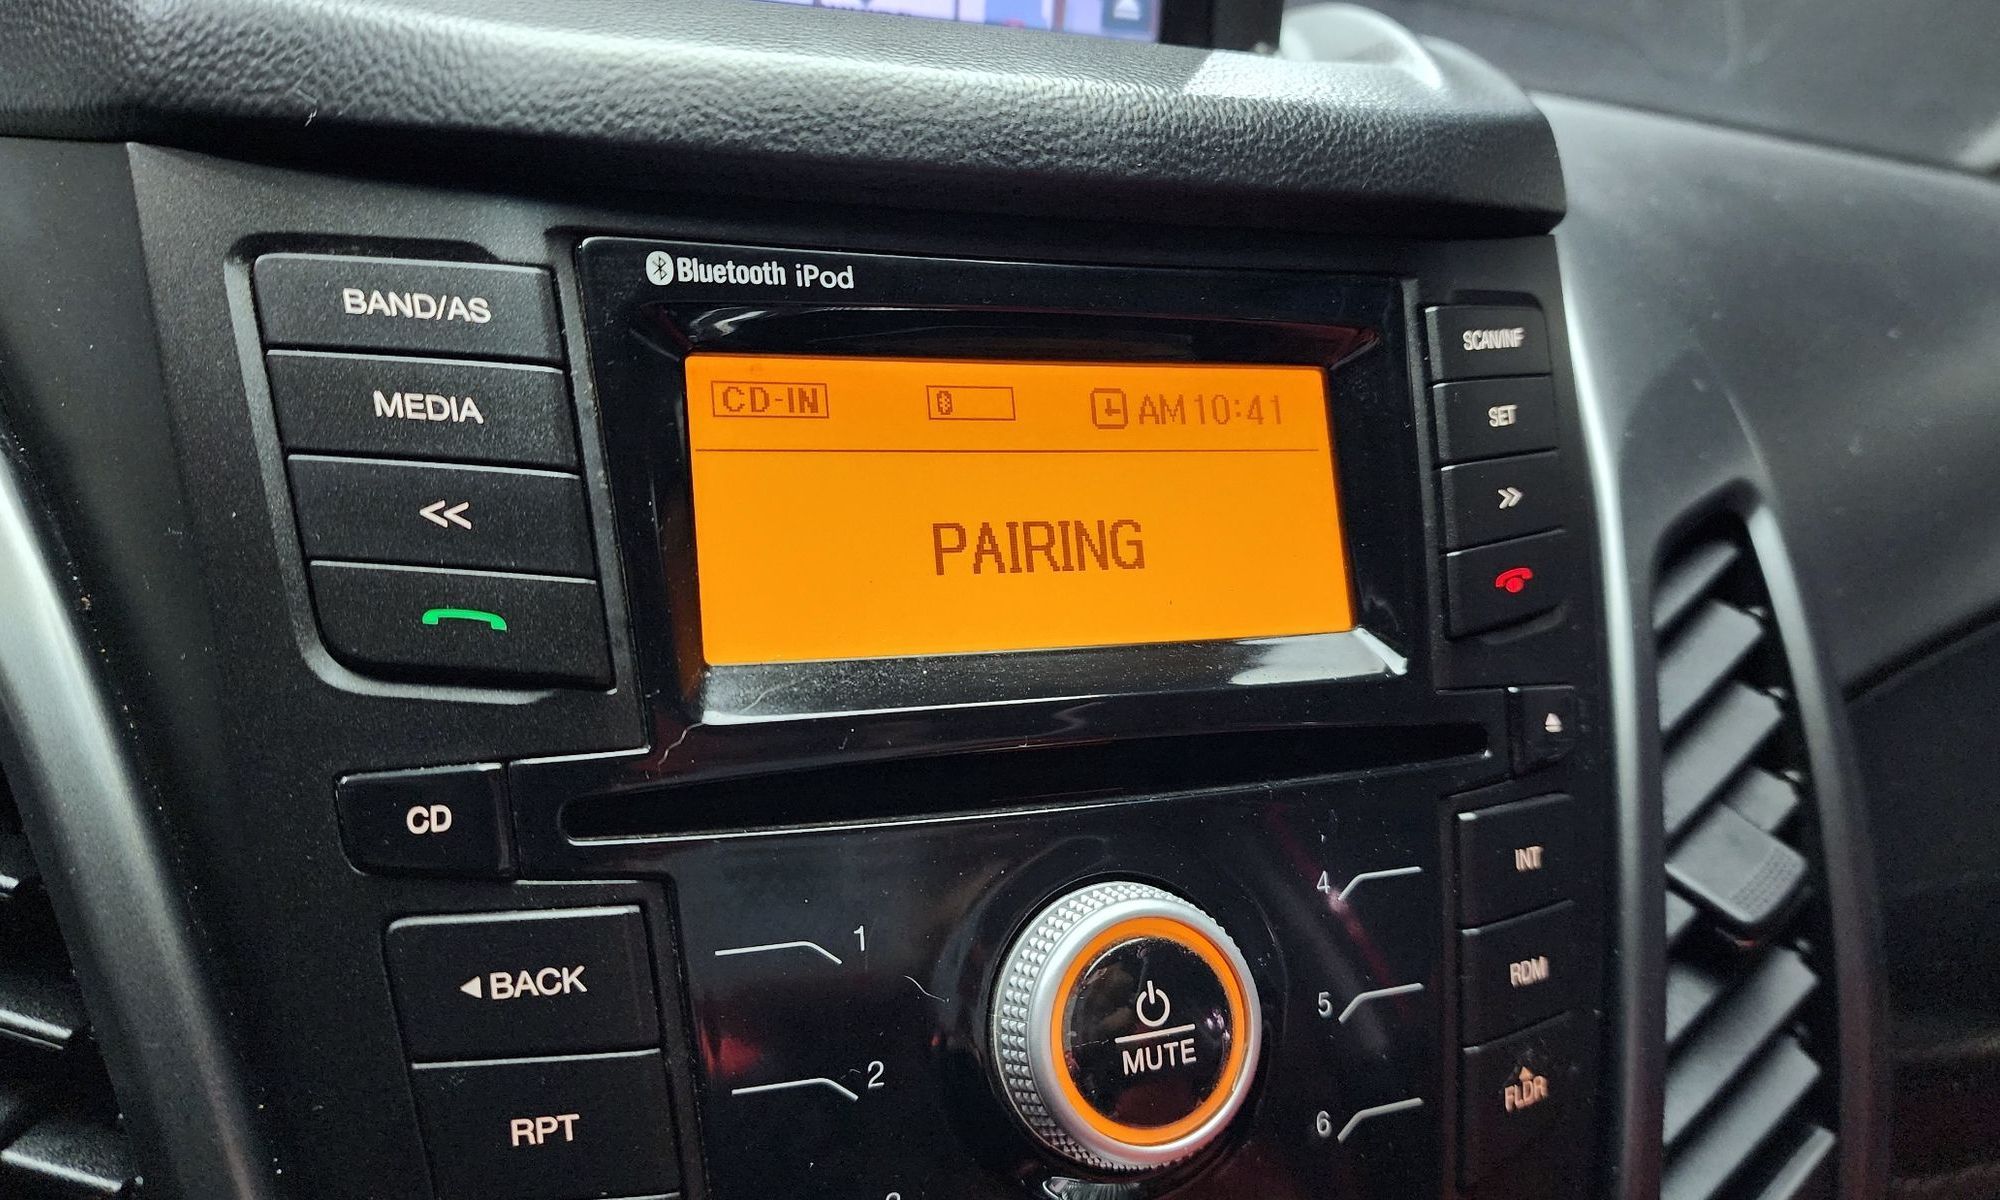 Bluetooth iPod
BAND/AS
MEDIA
CD-IN
AM 10:41
PAIRING
SCAN/INF
SET
CD
1
2
4
5
6
◀BACK
RPT
MUTE
INT
RDM
FLDR